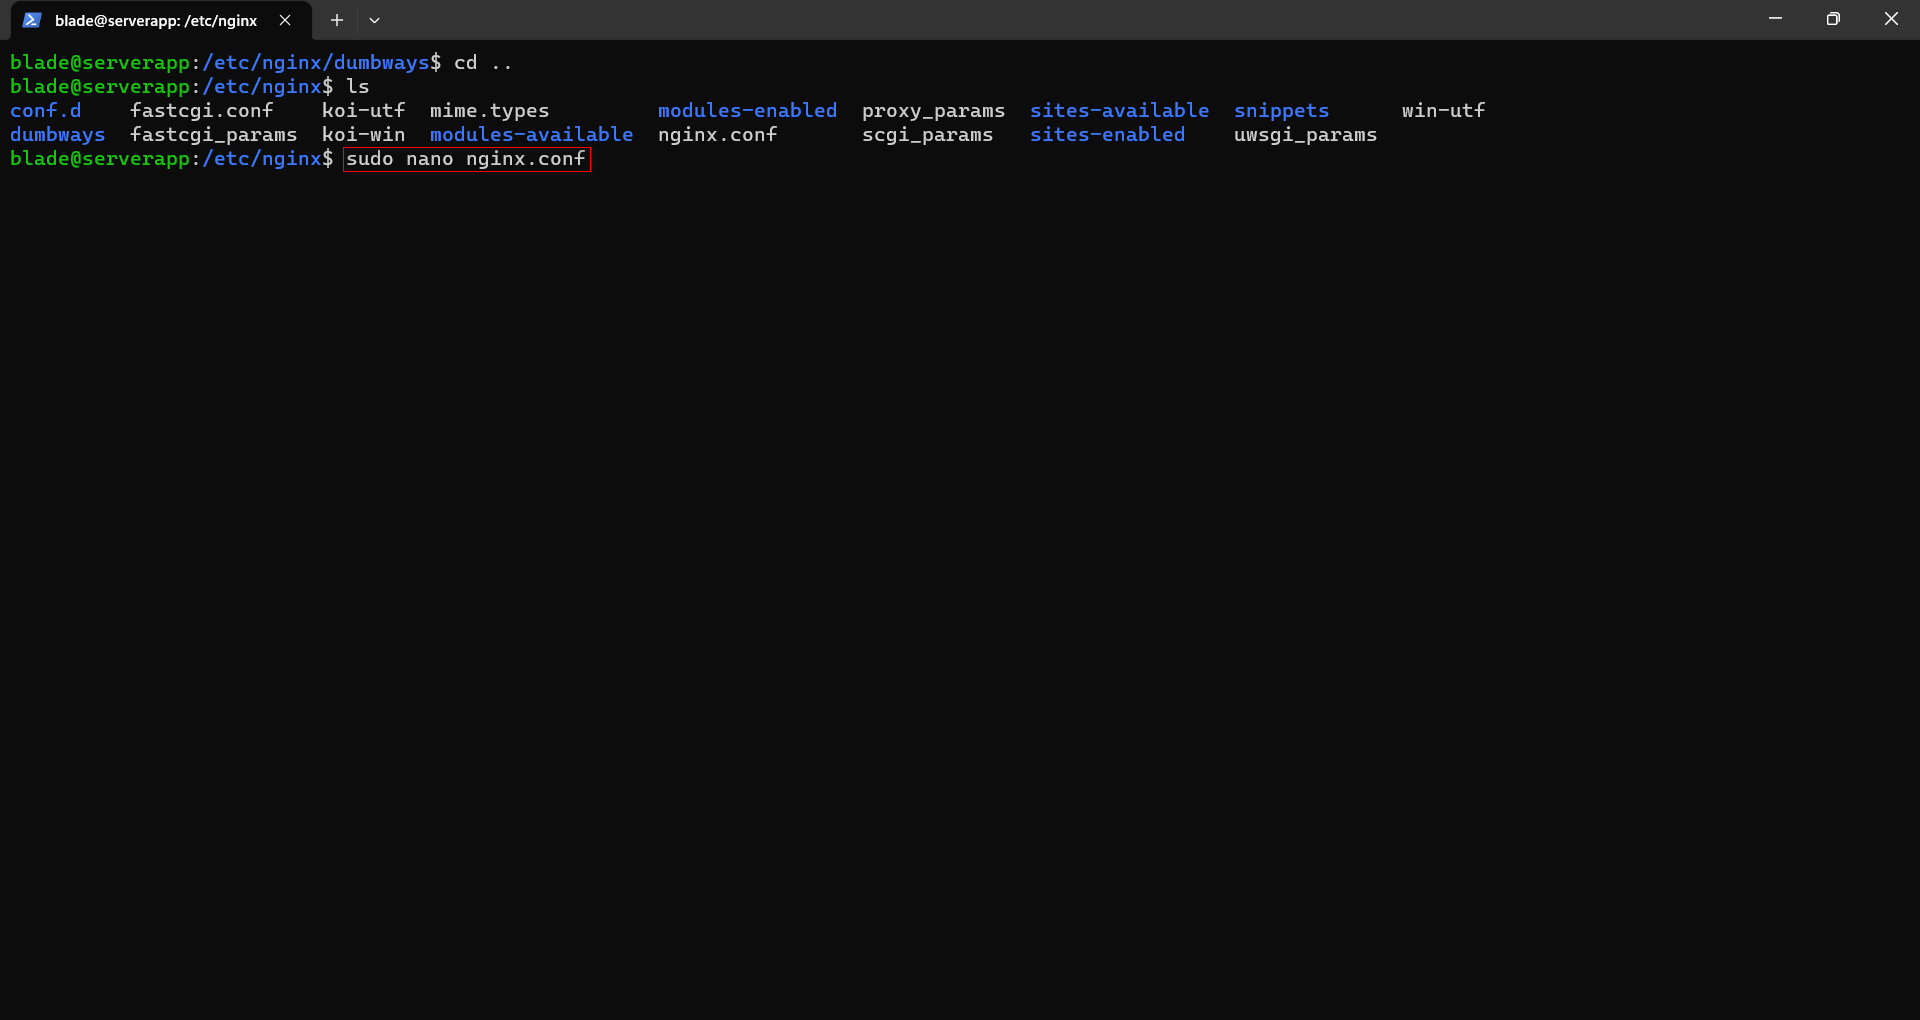 blade@serverapp: /etc/nginx
blade@serverapp:/etc/nginx/dumbways$ cd ..
blade@serverapp:/etc/nginx$ ls
conf.d    fastcgi.conf    koi-utf  mime.types         modules-enabled  proxy_params  sites-available  snippets      win-utf
dumbways  fastcgi_params  koi-win  modules-available  nginx.conf       scgi_params   sites-enabled    uwsgi_params
blade@serverapp:/etc/nginx$ sudo nano nginx.conf